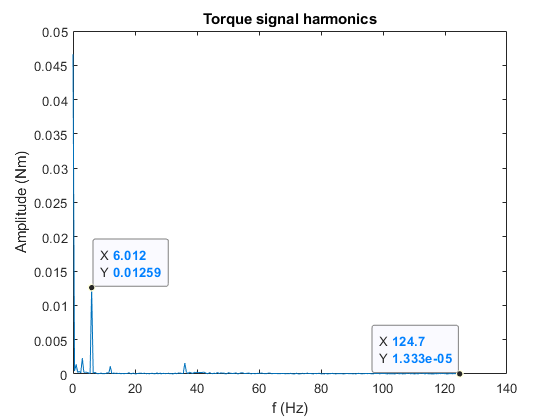 Torque signal harmonics
0.05
0.045
0.04
0.035
0.03
0.025
0.02
0.015
0.01
0.005
0
Amplitude (Nm)
X 6.012
Y 0.01259
X 124.7
Y 1.333e-05
0 20 40 60 80 100 120 140
f (Hz)